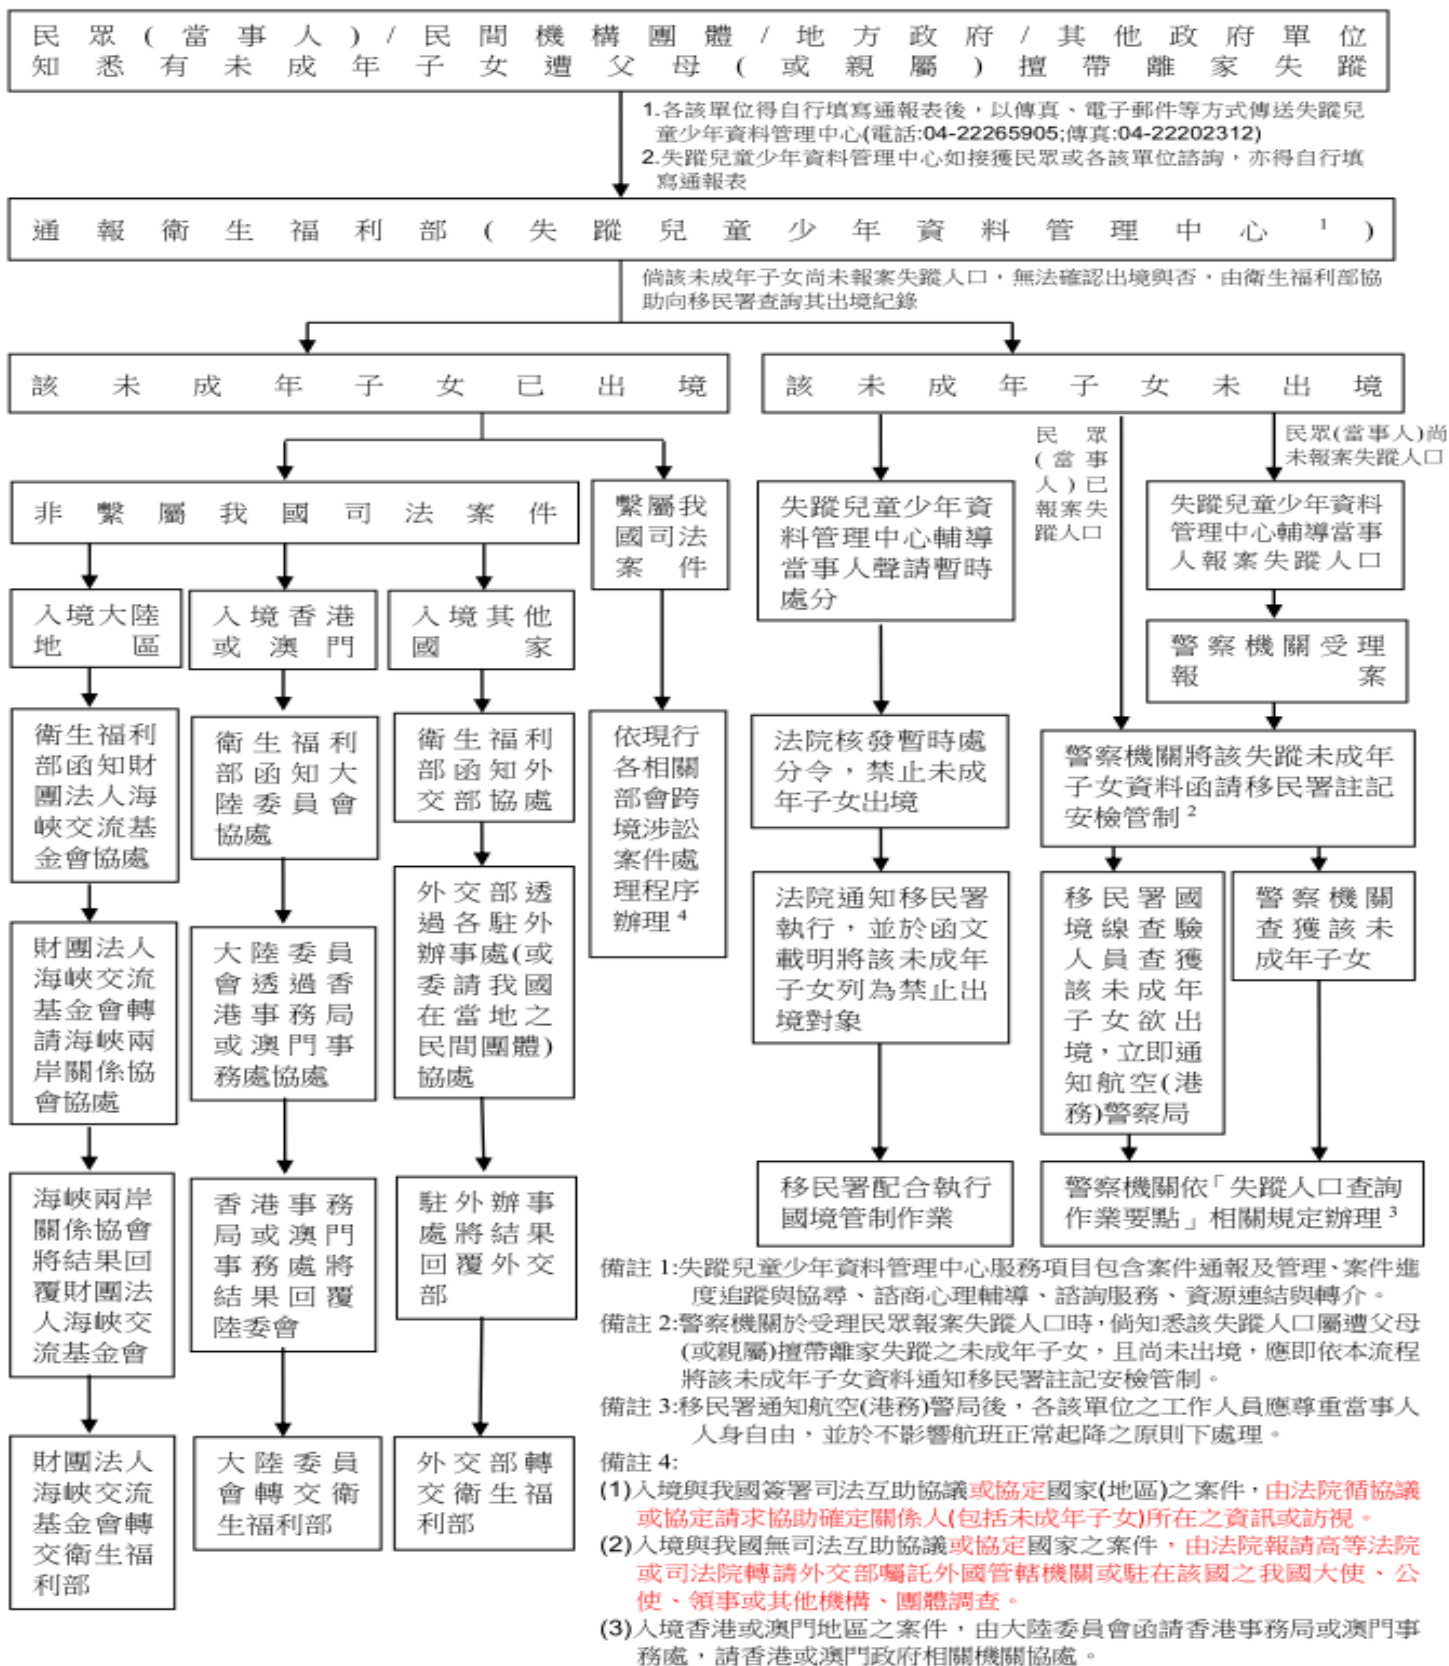 民眾(當事人)/民間機構團體/地方政府/其他政府單位
知悉有未成年子女遭父母(或親屬)擅帶離家失蹤
1.各該單位得自行填寫通報表後，以傳真、電子郵件等方式傳送失蹤兒
童少年資料管理中心(電話:04-22265905;傳真:04-22202312)
2.失蹤兒童少年資料管理中心如接獲民眾或各該單位諮詢，亦得自行填
寫通報表
通報衛生福利部(失蹤兒童少年資料管理中心1)
倘該未成年子女尚未報案失蹤人口，無法確認出境與否，由衛生福利部協
助向移民署查詢其出境紀錄
該未成年子女已出境
該未成年子女未出境
非繫屬我國司法案件
繫屬我
國司法
案件
入境大陸
地區
入境香港
或澳門
入境其他
國家
衛生福利
部函知財
團法人海
峽交流基
金會協處
衛生福利
部函知大
陸委員會
協處
衛生福利
部函知外
交部協處
依現行
各相關
部會跨
境涉訟
案件處
理程序
辦理4
財團法人
海峽交流
基金會轉
請海峽兩
岸關係協
會協處
大陸委員
會透過香
港事務局
或澳門事
務處協處
外交部透
過各駐外
辦事處(或
委請我國
在當地之
民間團體)
協處
海峽兩岸
關係協會
將結果回
覆財團法
人海峽交
流基金會
香港事務
局或澳門
事務處將
結果回覆
陸委會
駐外辦事
處將結果
回覆外交
部
財團法人
海峽交流
基金會轉
交衛生福
利部
大陸委員
會轉交衛
生福利部
外交部轉
交衛生福
利部
失蹤兒童少年資
料管理中心輔導
當事人聲請暫時
處分
法院核發暫時處
分令，禁止未成
年子女出境
法院通知移民署
執行，並於函文
載明將該未成年
子女列為禁止出
境對象
移民署配合執行
國境管制作業
民眾
(當事
人)已
報案失
蹤人口
民眾(當事人)尚
未報案失蹤人口
失蹤兒童少年資料
管理中心輔導當事
人報案失蹤人口
警察機關受理
報案
警察機關將該失蹤未成年
子女資料函請移民署註記
安檢管制2
移民署國
境線查驗
人員查獲
該未成年
子女欲出
境，立即通
知航空(港
務)警察局
警察機關
查獲該未
成年子女
警察機關依「失蹤人口查詢
作業要點」相關規定辦理3
備註 1:失蹤兒童少年資料管理中心服務項目包含案件通報及管理、案件進
度追蹤與協尋、諮商心理輔導、諮詢服務、資源連結與轉介。
備註 2:警察機關於受理民眾報案失蹤人口時，倘知悉該失蹤人口屬遭父母
(或親屬)擅帶離家失蹤之未成年子女，且尚未出境，應即依本流程
將該未成年子女資料通知移民署註記安檢管制。
備註 3:移民署通知航空(港務)警局後，各該單位之工作人員應尊重當事人
人身自由，並於不影響航班正常起降之原則下處理。
備註 4:
(1)入境與我國簽署司法互助協議或協定國家(地區)之案件，由法院循協議
或協定請求協助確定關係人(包括未成年子女)所在之資訊或訪視。
(2)入境與我國無司法互助協議或協定國家之案件，由法院報請高等法院
或司法院轉請外交部囑託外國管轄機關或駐在該國之我國大使、公
使、領事或其他機構、團體調查。
(3)入境香港或澳門地區之案件，由大陸委員會函請香港事務局或澳門事
務處，請香港或澳門政府相關機關協處。